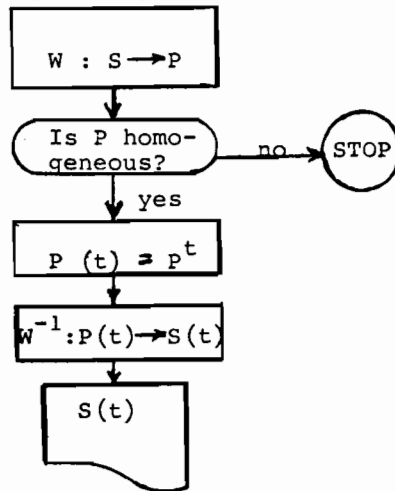 W : S → P
Is P homo-
geneous?
no
STOP
yes
P (t) = P^t
W^-1:P(t)→S(t)
S(t)